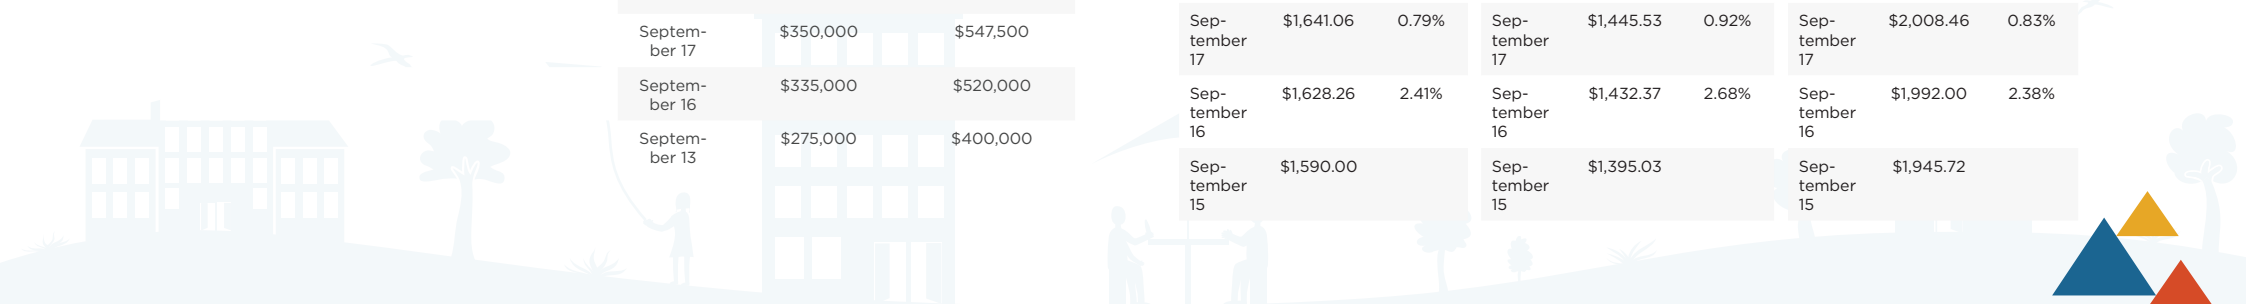 Septem-
ber 17 $350,000 $547,500
Septem-
ber 16 $335,000 $520,000
Septem-
ber 13 $275,000 $400,000
Sep- $1,641.06 0.79%
tember
17
Sep- $1,628.26 2.41%
tember
16
Sep- $1,590.00
tember
15
Sep- $1,445.53 0.92%
tember
17
Sep- $1,432.37 2.68%
tember
16
Sep- $1,395.03
tember
15
Sep- $2,008.46 0.83%
tember
17
Sep- $1,992.00 2.38%
tember
16
Sep- $1,945.72
tember
15